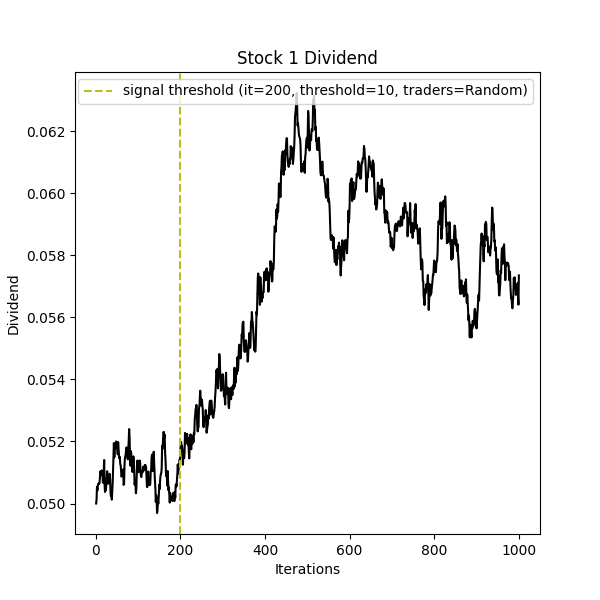 Stock 1 Dividend
signal threshold (it=200, threshold=10, traders=Random)
0.062
0.060
0.058
0.056
0.054
0.052
0.050
Dividend
0 200 400 600 800 1000
Iterations